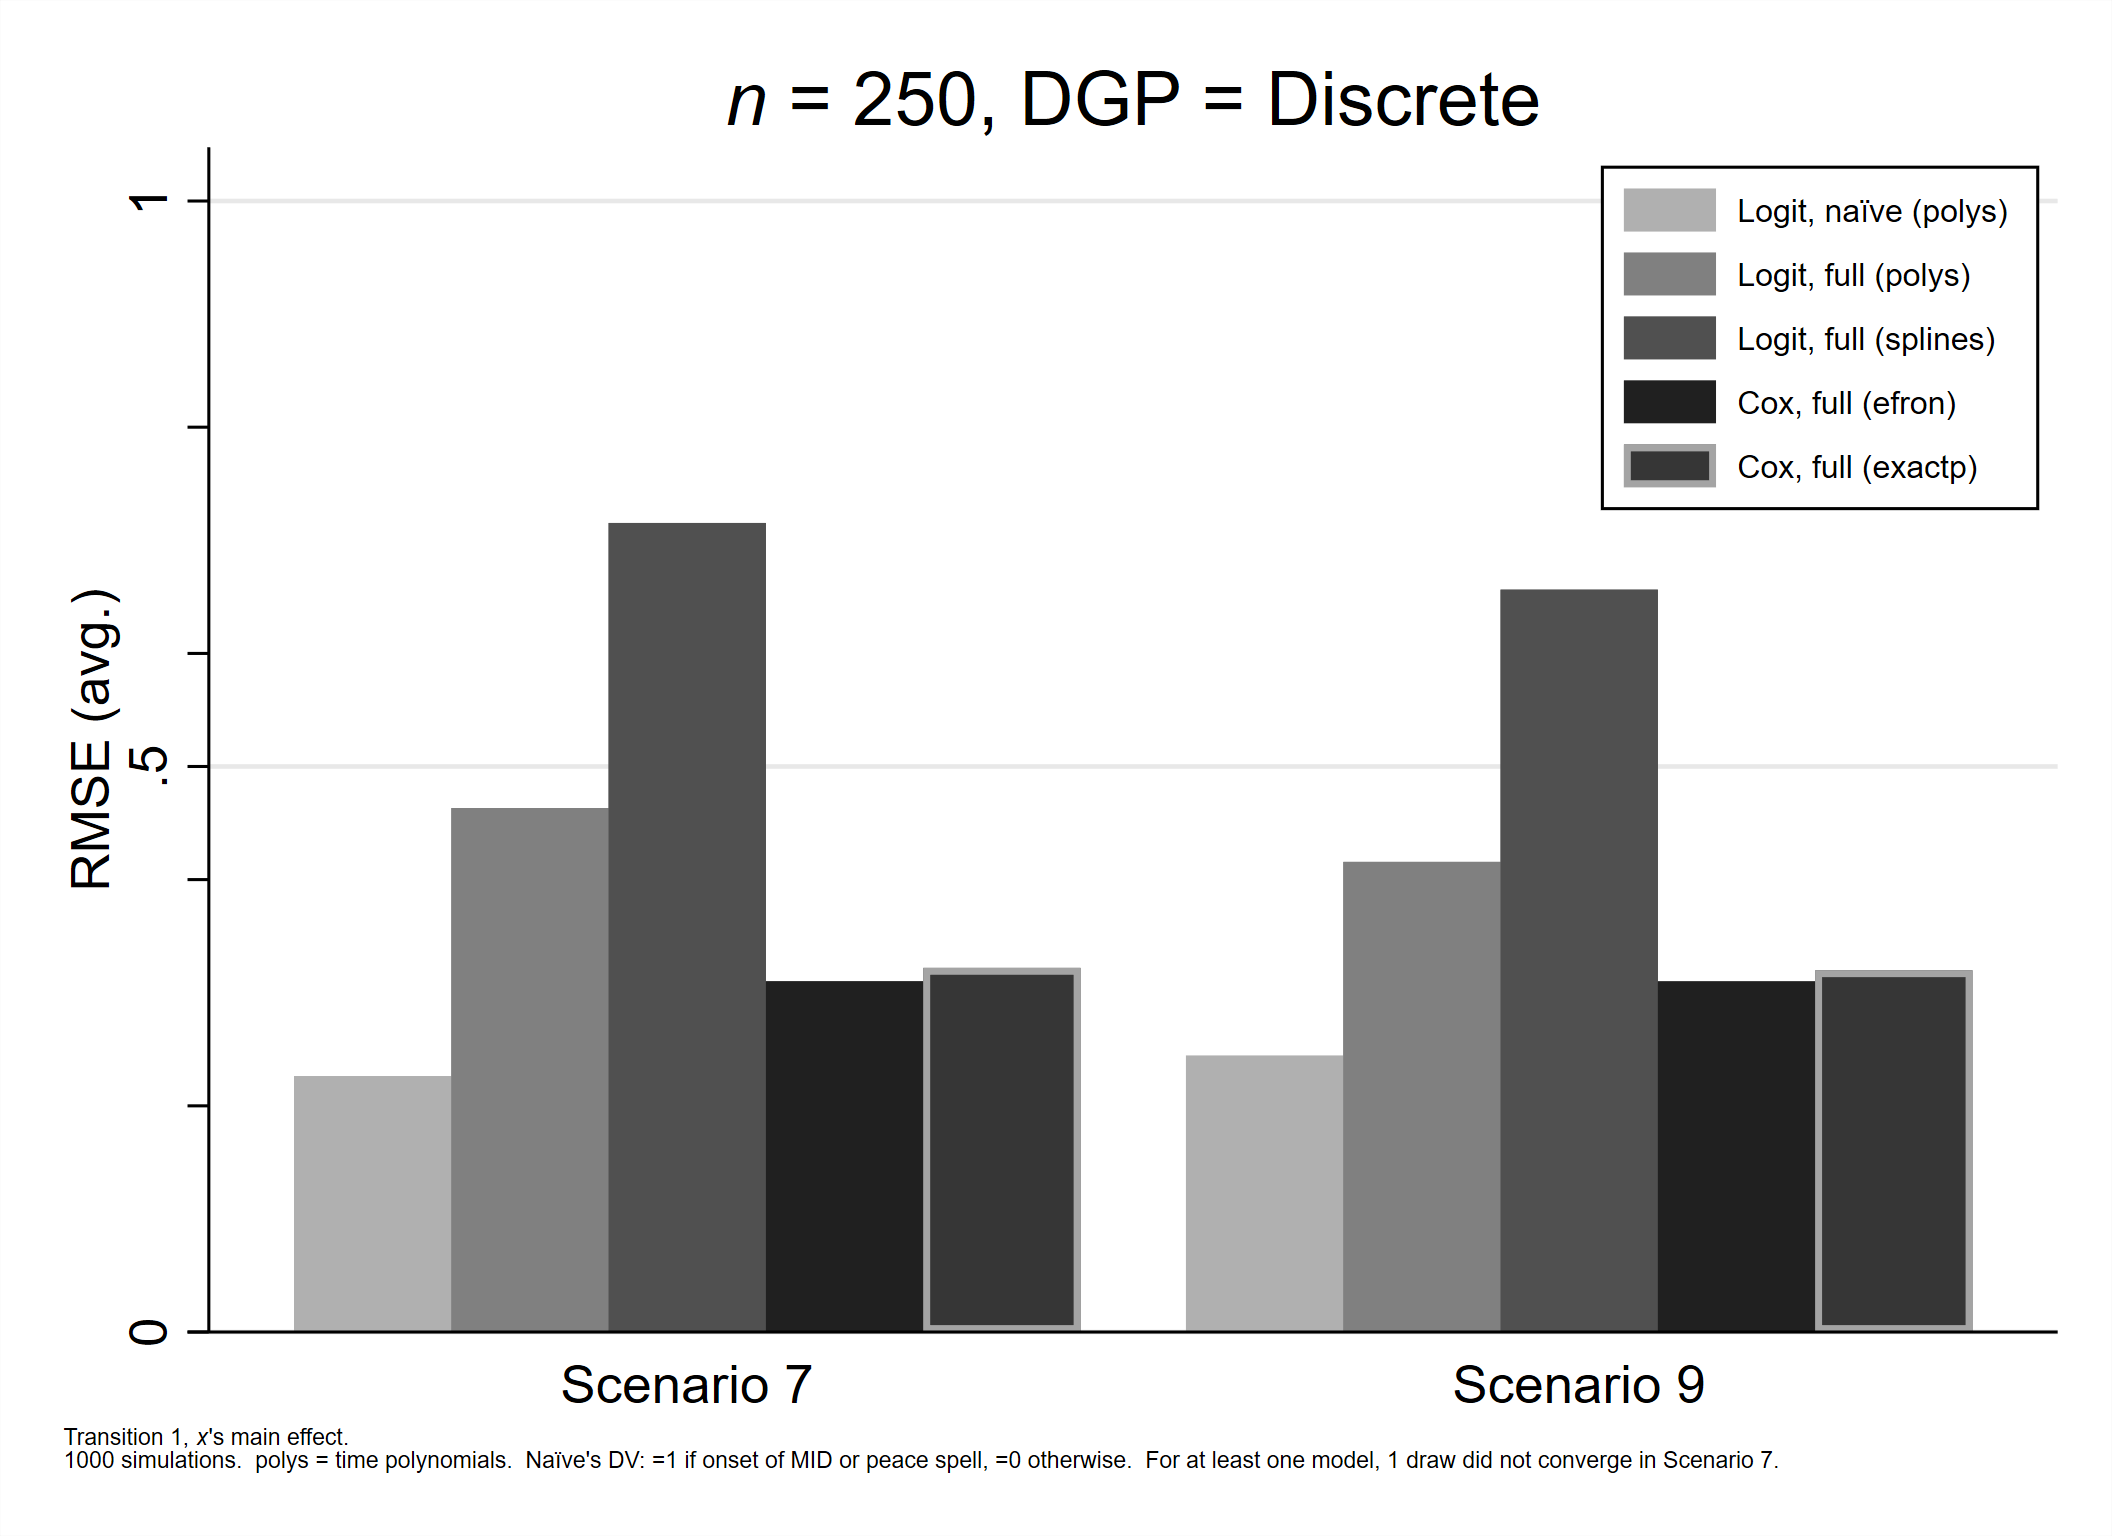 n = 250, DGP = Discrete
1
.5
0
RMSE (avg.)
Logit, naïve (polys)
Logit, full (polys)
Logit, full (splines)
Cox, full (efron)
Cox, full (exactp)
Scenario 7
Scenario 9
Transition 1, x's main effect.
1000 simulations.  polys = time polynomials.  Naïve's DV: =1 if onset of MID or peace spell, =0 otherwise.  For at least one model, 1 draw did not converge in Scenario 7.